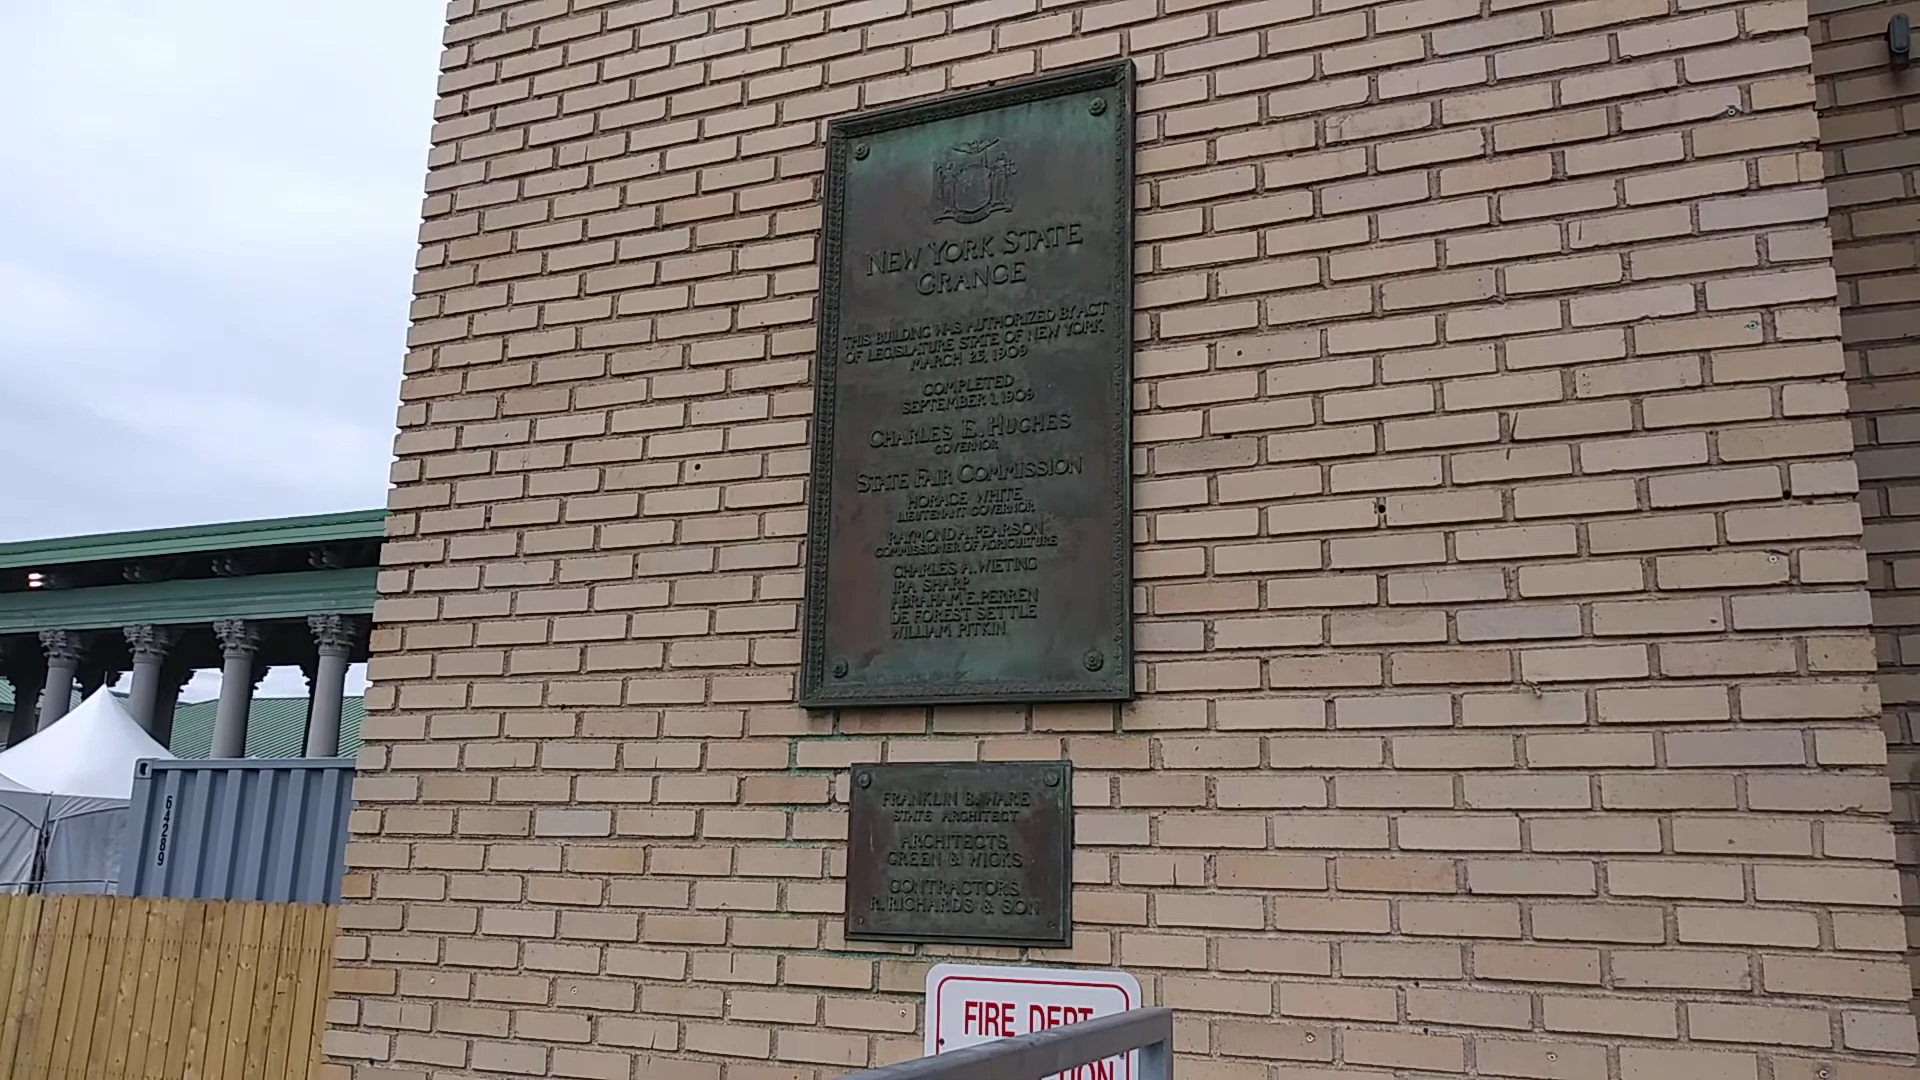 NEW YORK STATE
GRANGE
THIS BUILDING WAS AUTHORIZED BY ACT
OF LEGISLATURE STATE OF NEW YORK
MARCH 25, 1909
COMPLETED
SEPTEMBER 1, 1909
CHARLES E. HUGHES
GOVERNOR
STATE FAIR COMMISSION
HORACE WHITE
LIEUTENANT GOVERNOR
RAYMOND A. PEARSON
COMMISSIONER OF AGRICULTURE
CHARLES A. WIETING
IRA SHARP
ABRAHAM E. PERREN
DE FOREST SETTLE
WILLIAM PITKIN
FRANKLIN B. WARE
STATE ARCHITECT
ARCHITECTS
GREEN & WICKS
CONTRACTORS
R. RICHARDS & SON
FIRE DEPT
64289